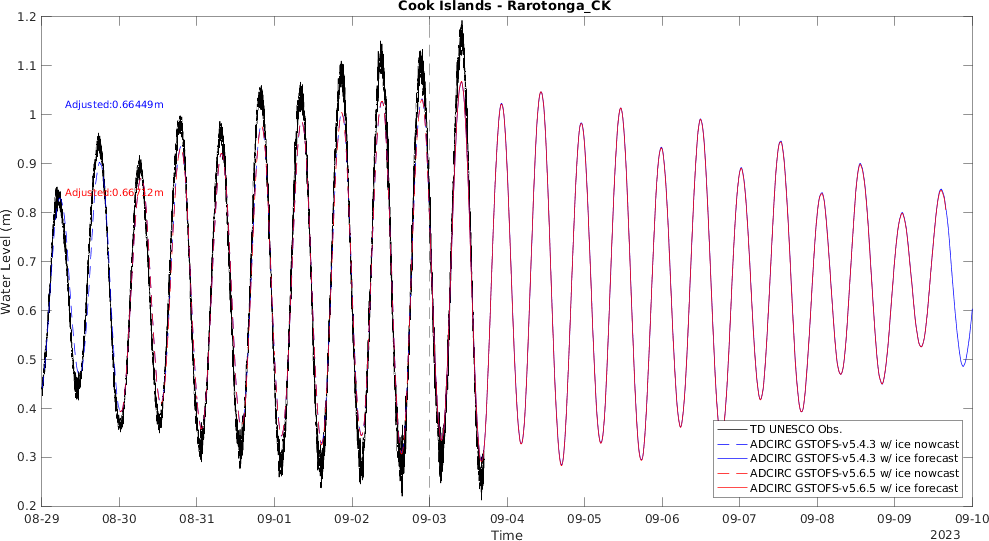 Cook Islands - Rarotonga_CK
Water Level (m)
1.2
1.1
1
0.9
0.8
0.7
0.6
0.5
0.4
0.3
0.2
Adjusted:0.66449m
TD UNESCO Obs.
ADCIRC GSTOFS-v5.4.3 w/ ice nowcast
ADCIRC GSTOFS-v5.4.3 w/ ice forecast
ADCIRC GSTOFS-v5.6.5 w/ ice nowcast
ADCIRC GSTOFS-v5.6.5 w/ ice forecast
08-29 08-30 08-31 09-01 09-02 09-03 09-04 09-05 09-06 09-07 09-08 09-09 09-10
Time
2023